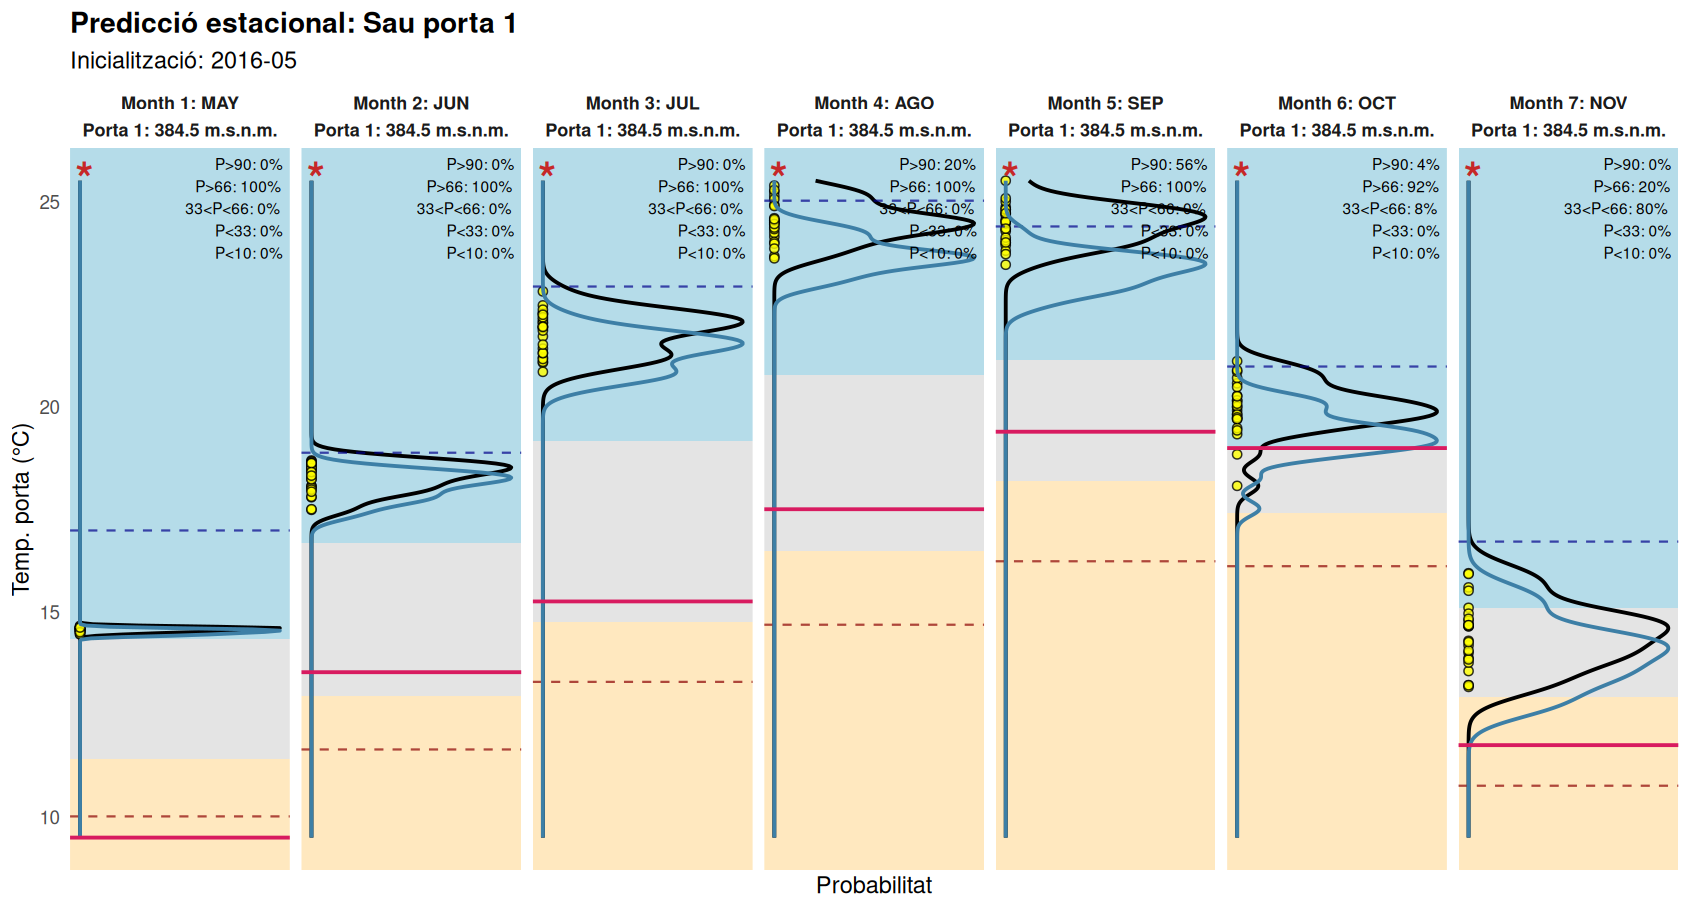 Predicció estacional: Sau porta 1
Inicialització: 2016-05
Month 1: MAY
Porta 1: 384.5 m.s.n.m.
Month 2: JUN
Porta 1: 384.5 m.s.n.m.
Month 3: JUL
Porta 1: 384.5 m.s.n.m.
Month 4: AGO
Porta 1: 384.5 m.s.n.m.
Month 5: SEP
Porta 1: 384.5 m.s.n.m.
Month 6: OCT
Porta 1: 384.5 m.s.n.m.
Month 7: NOV
Porta 1: 384.5 m.s.n.m.
*
P>90: 0%
P>66: 100%
33<P<66: 0%
P<33: 0%
P<10: 0%
*
P>90: 0%
P>66: 100%
33<P<66: 0%
P<33: 0%
P<10: 0%
*
P>90: 0%
P>66: 100%
33<P<66: 0%
P<33: 0%
P<10: 0%
*
P>90: 20%
P>66: 100%
33<P<66: 0%
P<33: 0%
P<10: 0%
*
P>90: 56%
P>66: 100%
33<P<66: 0%
P<33: 0%
P<10: 0%
*
P>90: 4%
P>66: 92%
33<P<66: 8%
P<33: 0%
P<10: 0%
*
P>90: 0%
P>66: 20%
33<P<66: 80%
P<33: 0%
P<10: 0%
25
20
15
10
Temp. porta (°C)
Probabilitat